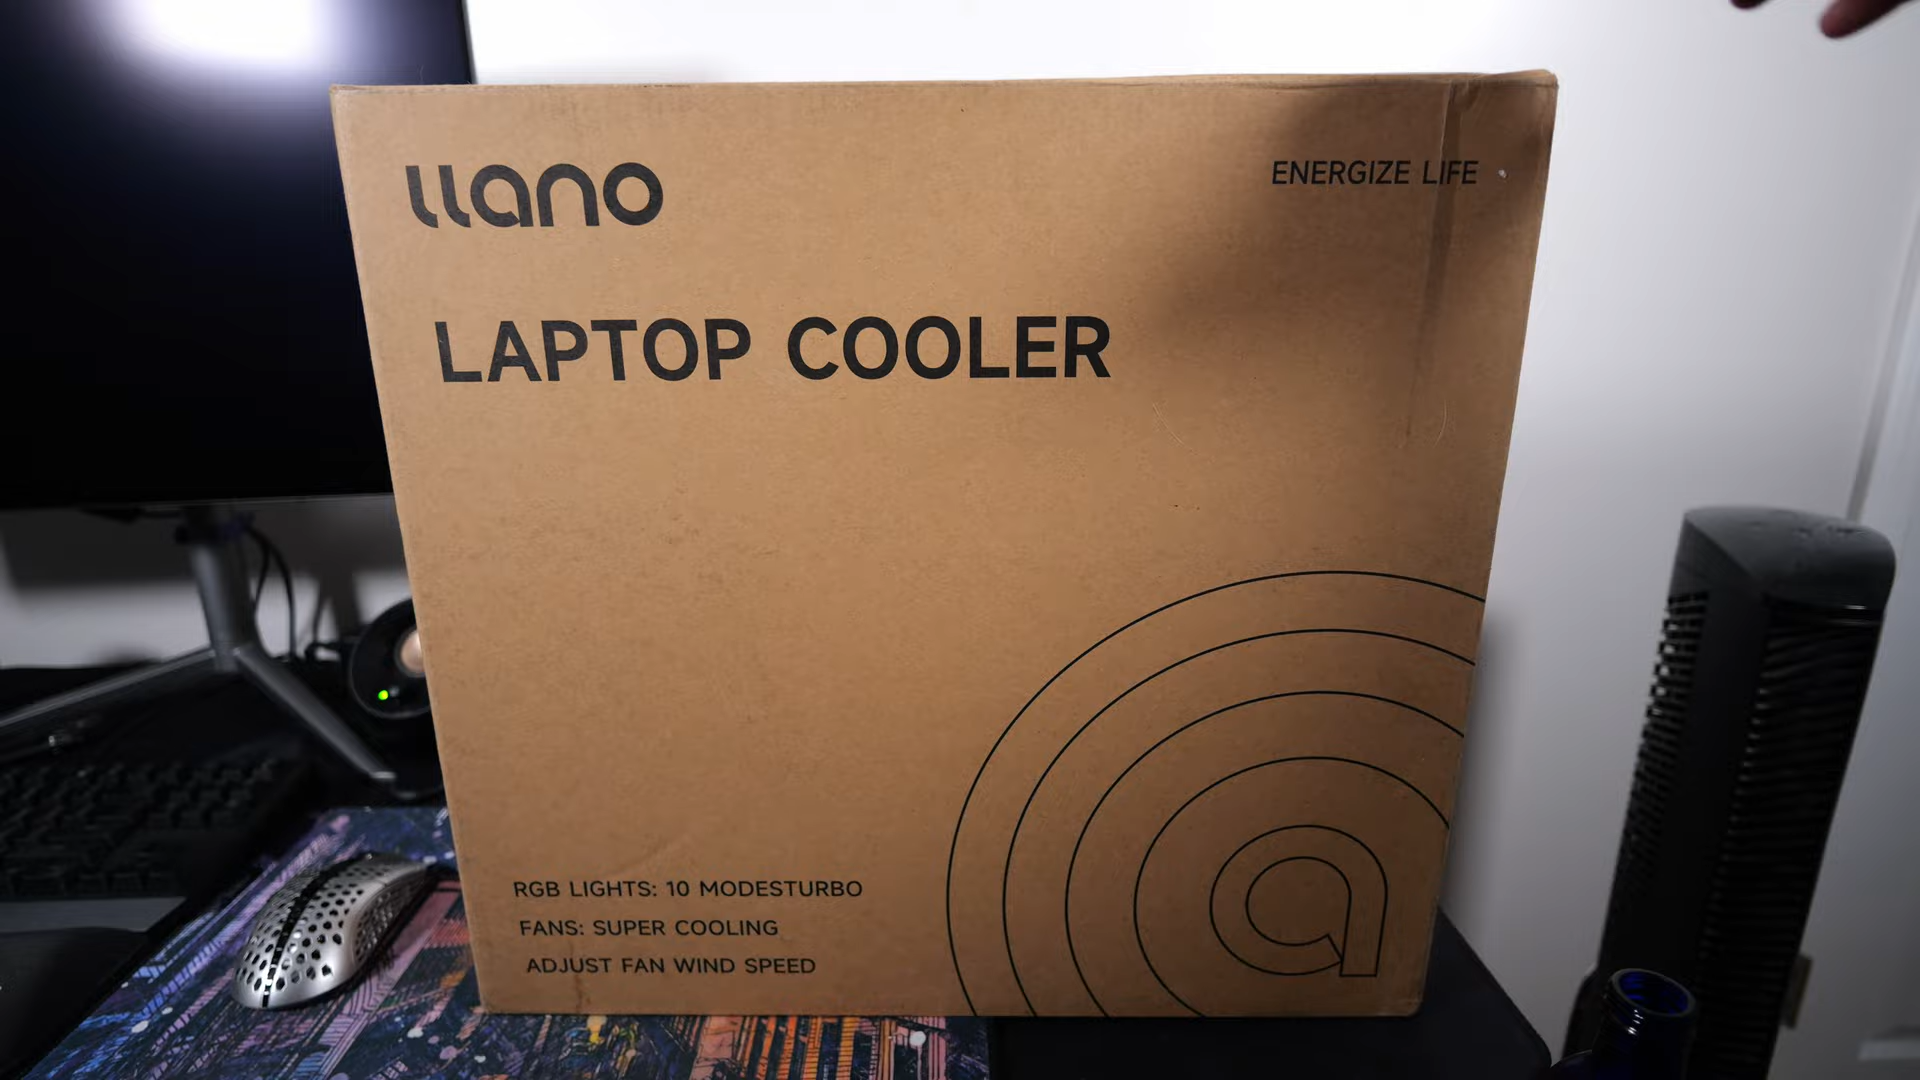 llano
ENERGIZE LIFE
LAPTOP COOLER
RGB LIGHTS: 10 MODESTURBO
FANS: SUPER COOLING
ADJUST FAN WIND SPEED